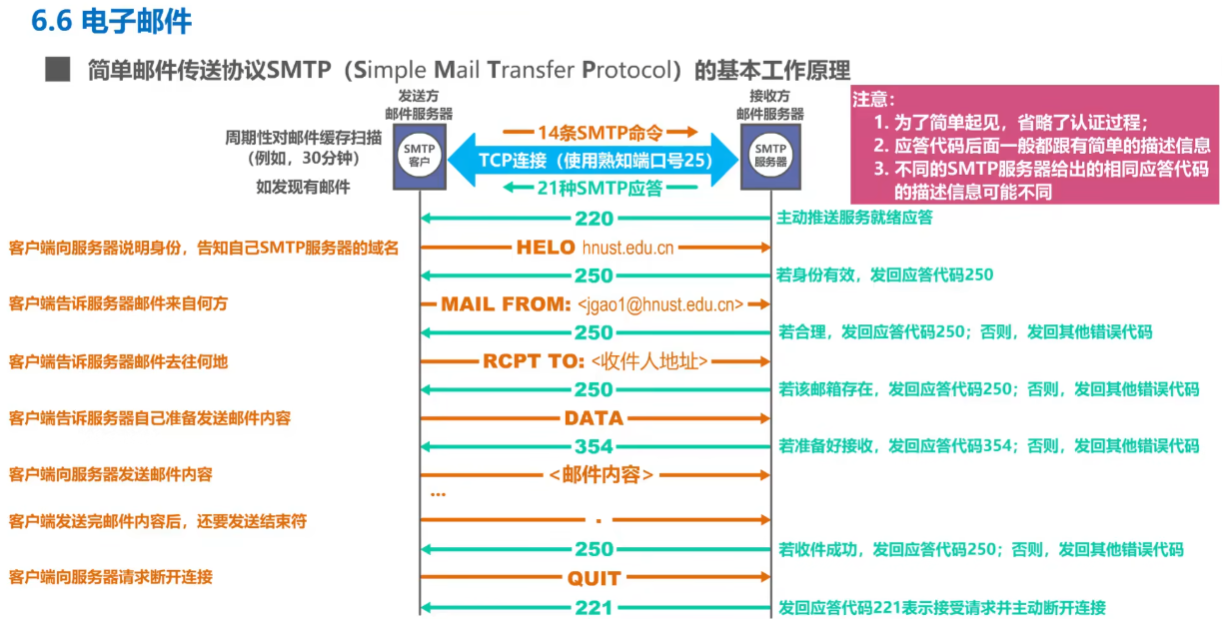 6.6 电子邮件
简单邮件传送协议SMTP（Simple Mail Transfer Protocol）的基本工作原理
发送方
邮件服务器
接收方
邮件服务器
注意：
1. 为了简单起见，省略了认证过程；
2. 应答代码后面一般都跟有简单的描述信息
3. 不同的SMTP服务器给出的相同应答代码
的描述信息可能不同
周期性对邮件缓存扫描
（例如，30分钟）
如发现有邮件
SMTP
客户
14条SMTP命令
TCP连接（使用熟知端口号25）
21种SMTP应答
SMTP
服务器
220
主动推送服务就绪应答
客户端向服务器说明身份，告知自己SMTP服务器的域名
HELO hnust.edu.cn
250
若身份有效，发回应答代码250
客户端告诉服务器邮件来自何方
MAIL FROM: <jgao1@hnust.edu.cn>
250
若合理，发回应答代码250；否则，发回其他错误代码
客户端告诉服务器邮件去往何地
RCPT TO: <收件人地址>
250
若该邮箱存在，发回应答代码250；否则，发回其他错误代码
客户端告诉服务器自己准备发送邮件内容
DATA
354
若准备好接收，发回应答代码354；否则，发回其他错误代码
客户端向服务器发送邮件内容
<邮件内容>
...
客户端发送完邮件内容后，还要发送结束符
.
250
若收件成功，发回应答代码250；否则，发回其他错误代码
客户端向服务器请求断开连接
QUIT
221
发回应答代码221表示接受请求并主动断开连接